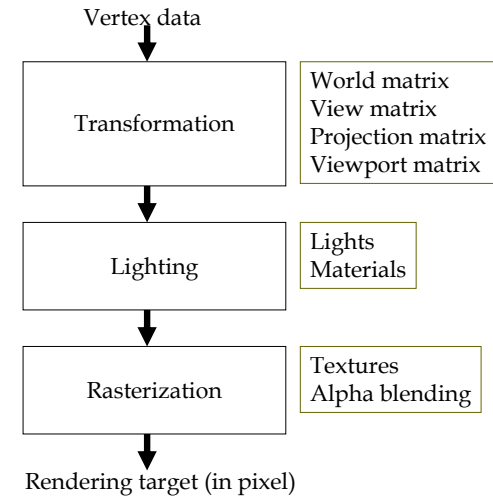 Vertex data
Transformation
World matrix
View matrix
Projection matrix
Viewport matrix
Lighting
Lights
Materials
Rasterization
Textures
Alpha blending
Rendering target (in pixel)